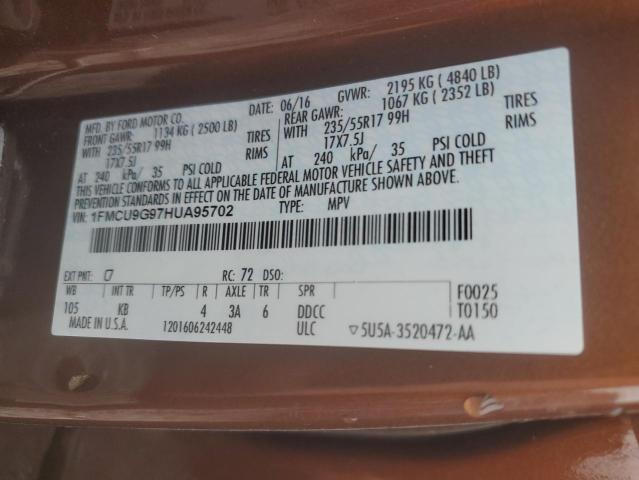 MFD. BY FORD MOTOR CO.
DATE: 06/16 GVWR: 2195 KG ( 4840 LB)
FRONT GAWR: 1134 KG ( 2500 LB) REAR GAWR: 1067 KG ( 2352 LB)
WITH 235/55R17 99H TIRES WITH 235/55R17 99H TIRES
17X7.5J RIMS 17X7.5J RIMS
AT 240 kPa/ 35 PSI COLD AT 240 kPa/ 35 PSI COLD
THIS VEHICLE CONFORMS TO ALL APPLICABLE FEDERAL MOTOR VEHICLE SAFETY AND THEFT
PREVENTION STANDARDS IN EFFECT ON THE DATE OF MANUFACTURE SHOWN ABOVE.
VIN: 1FMCU9G97HUA95702 TYPE: MPV
EXT PNT: RC: 72 DSO:
WB INT TR TP/PS R AXLE TR SPR F0025
105 KB 4 3A 6 DDCC T0150
MADE IN U.S.A. 1201606242448 ULC ▽5U5A-3520472-AA